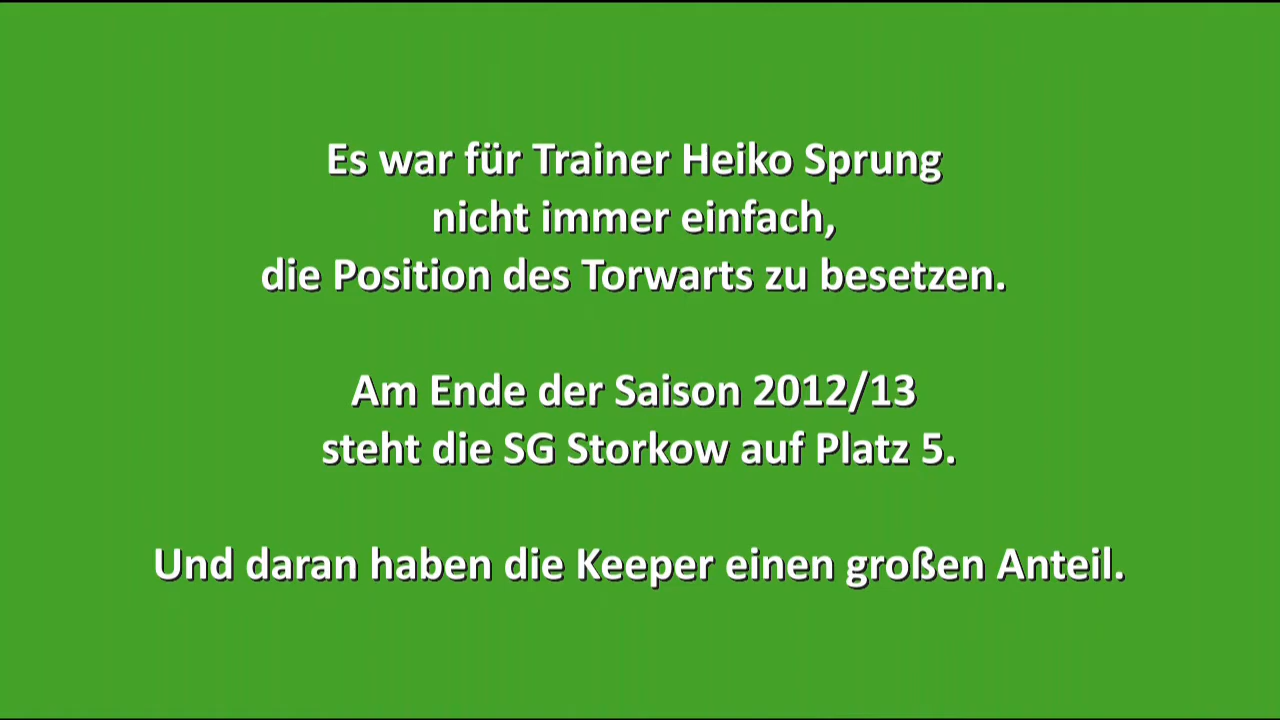 Es war für Trainer Heiko Sprung
nicht immer einfach,
die Position des Torwarts zu besetzen.
Am Ende der Saison 2012/13
steht die SG Storkow auf Platz 5.
Und daran haben die Keeper einen großen Anteil.